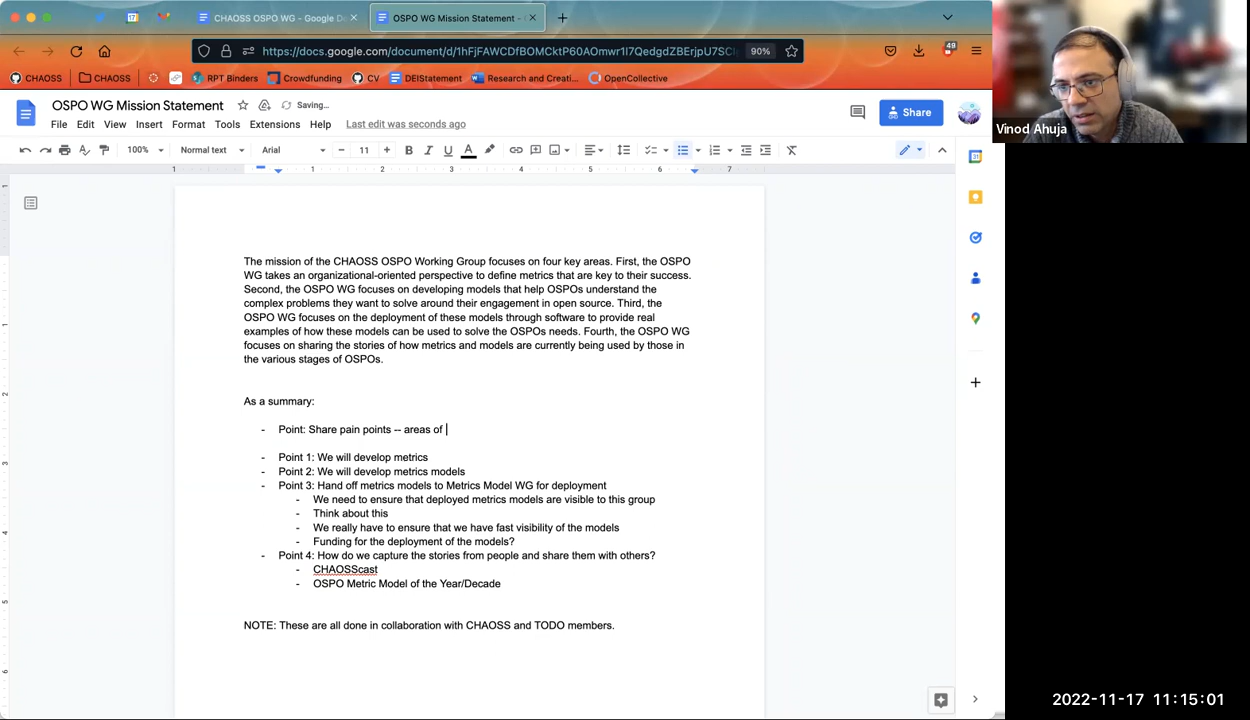 CHAOSS OSPO WG - Google Do
OSPO WG Mission Statement -
https://docs.google.com/document/d/1hFjFAWCDfBOMCktP60AOmwr1I7QedgdZBErjpU7SCl
90%
49
CHAOSS
CHAOSS
RPT Binders
Crowdfunding
CV
DEIStatement
Research and Creati...
OpenCollective
OSPO WG Mission Statement
Saving...
File Edit View Insert Format Tools Extensions Help
Last edit was seconds ago
Share
Vinod Ahuja
100% Normal text Arial 11
1 1 2 3 4 5 6 7
The mission of the CHAOSS OSPO Working Group focuses on four key areas. First, the OSPO
WG takes an organizational-oriented perspective to define metrics that are key to their success.
Second, the OSPO WG focuses on developing models that help OSPOs understand the
complex problems they want to solve around their engagement in open source. Third, the
OSPO WG focuses on the deployment of these models through software to provide real
examples of how these models can be used to solve the OSPOs needs. Fourth, the OSPO WG
focuses on sharing the stories of how metrics and models are currently being used by those in
the various stages of OSPOs.
As a summary:
- Point: Share pain points -- areas of
- Point 1: We will develop metrics
- Point 2: We will develop metrics models
- Point 3: Hand off metrics models to Metrics Model WG for deployment
- We need to ensure that deployed metrics models are visible to this group
- Think about this
- We really have to ensure that we have fast visibility of the models
- Funding for the deployment of the models?
- Point 4: How do we capture the stories from people and share them with others?
- CHAOSScast
- OSPO Metric Model of the Year/Decade
NOTE: These are all done in collaboration with CHAOSS and TODO members.
2022-11-17 11:15:01